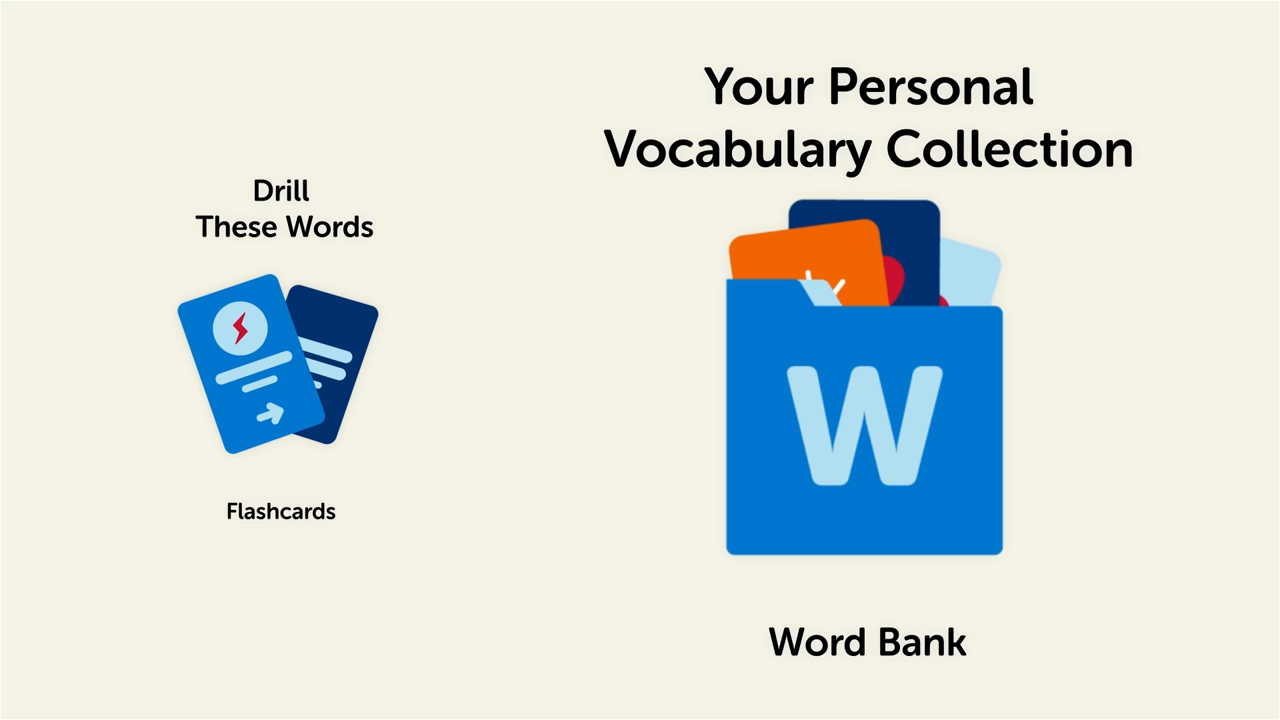 Drill
These Words
Flashcards
Your Personal
Vocabulary Collection
W
Word Bank